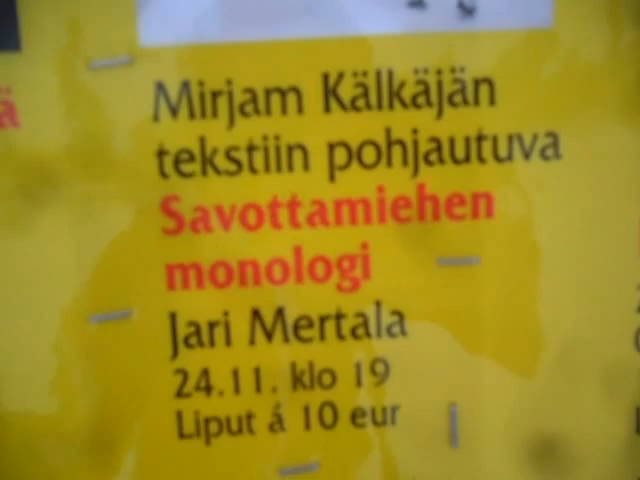 Mirjam Kälkäjän
tekstiin pohjautuva
Savottamiehen
monologi
Jari Mertala
24.11. klo 19
Liput á 10 eur
ä